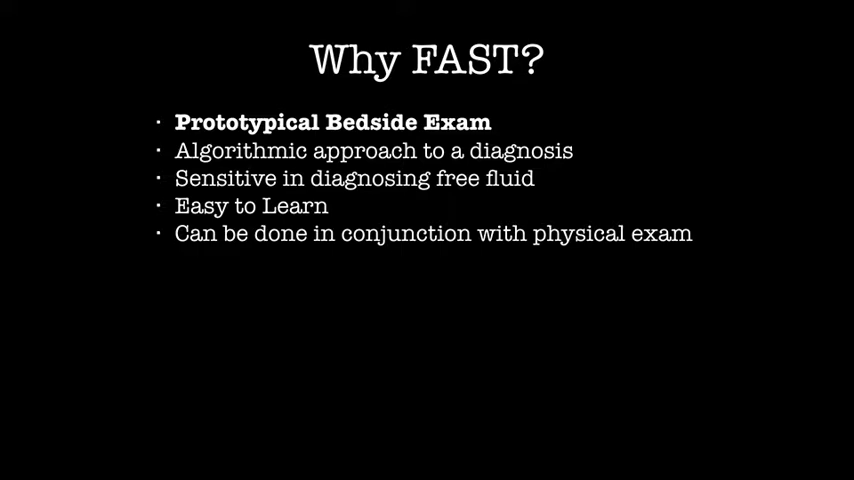 Why FAST?
· Prototypical Bedside Exam
· Algorithmic approach to a diagnosis
· Sensitive in diagnosing free fluid
· Easy to Learn
· Can be done in conjunction with physical exam